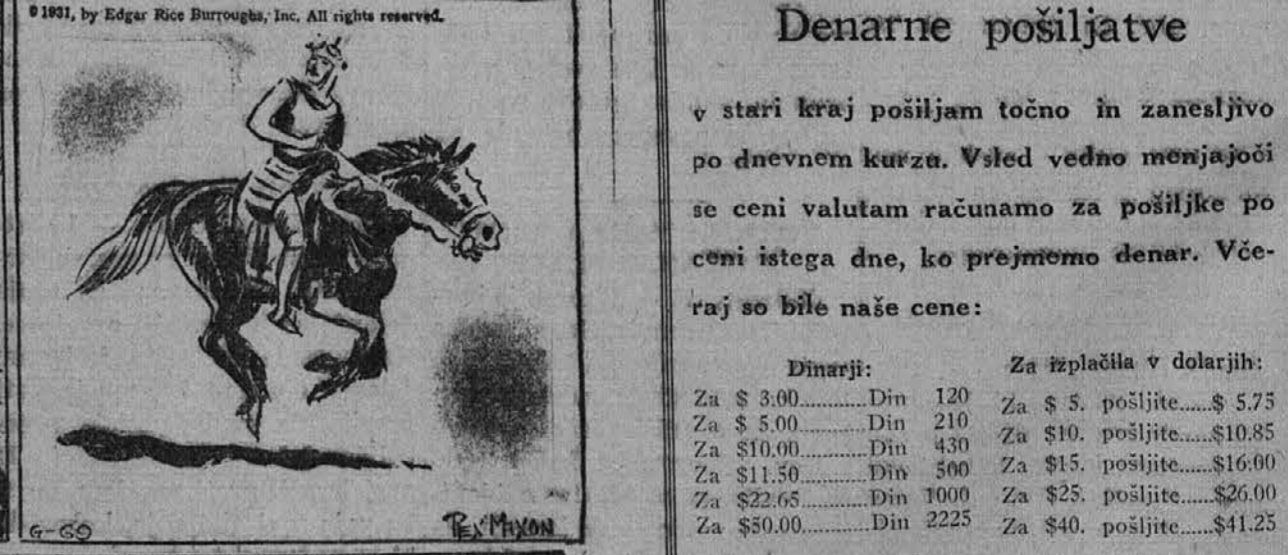 © 1931, by Edgar Rice Burroughs, Inc. All rights reserved.
G-69
REX MAXON
Denarne pošiljatve
v stari kraj pošiljam točno in zanesljivo
po dnevnem kurzu. Vsled vedno menjajoči
se ceni valutam računamo za pošiljke po
ceni istega dne, ko prejmemo denar. Vče-
raj so bile naše cene:
Dinarji:
Za $ 3.00............Din 120
Za $ 5.00............Din 210
Za $10.00............Din 430
Za $11.50............Din 500
Za $22.65............Din 1000
Za $50.00............Din 2225
Za izplačila v dolarjih:
Za $ 5. pošljite......$ 5.75
Za $10. pošljite......$10.85
Za $15. pošljite......$16.00
Za $25. pošljite......$26.00
Za $40. pošljite......$41.25